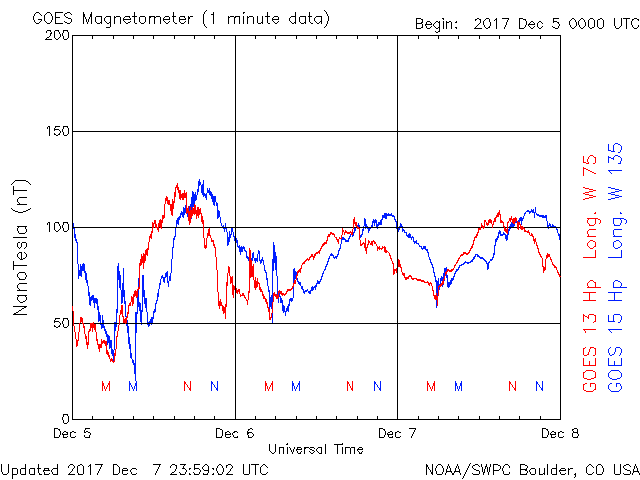 GOES Magnetometer (1 minute data)
Begin: 2017 Dec 5 0000 UTC
200
150
100
50
0
NanoTesla (nT)
M M N N M M N N M M N N
Dec 5 Dec 6 Dec 7 Dec 8
Universal Time
GOES 13 Hp Long. W 75
GOES 15 Hp Long. W 135
Updated 2017 Dec 7 23:59:02 UTC
NOAA/SWPC Boulder, CO USA